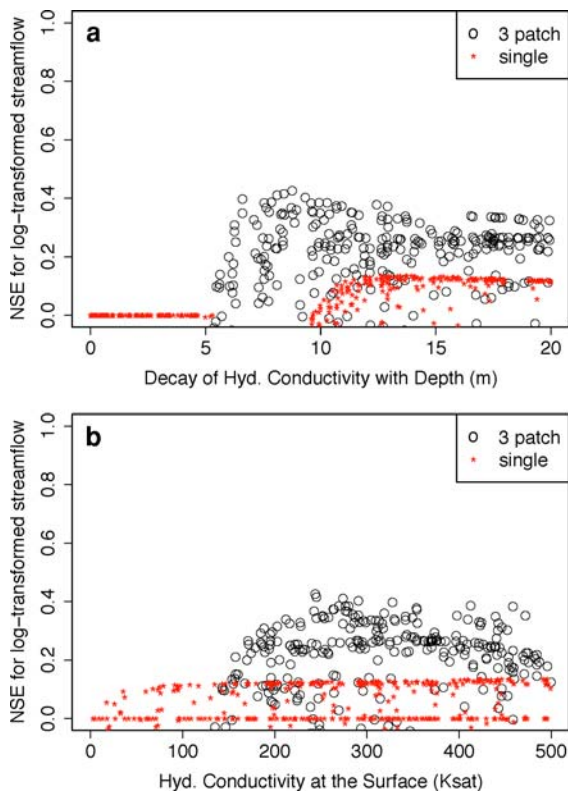 a
3 patch
single
NSE for log−transformed streamflow
0.0 0.2 0.4 0.6 0.8 1.0
0 5 10 15 20
Decay of Hyd. Conductivity with Depth (m)
b
3 patch
single
NSE for log−transformed streamflow
0.0 0.2 0.4 0.6 0.8 1.0
0 100 200 300 400 500
Hyd. Conductivity at the Surface (Ksat)